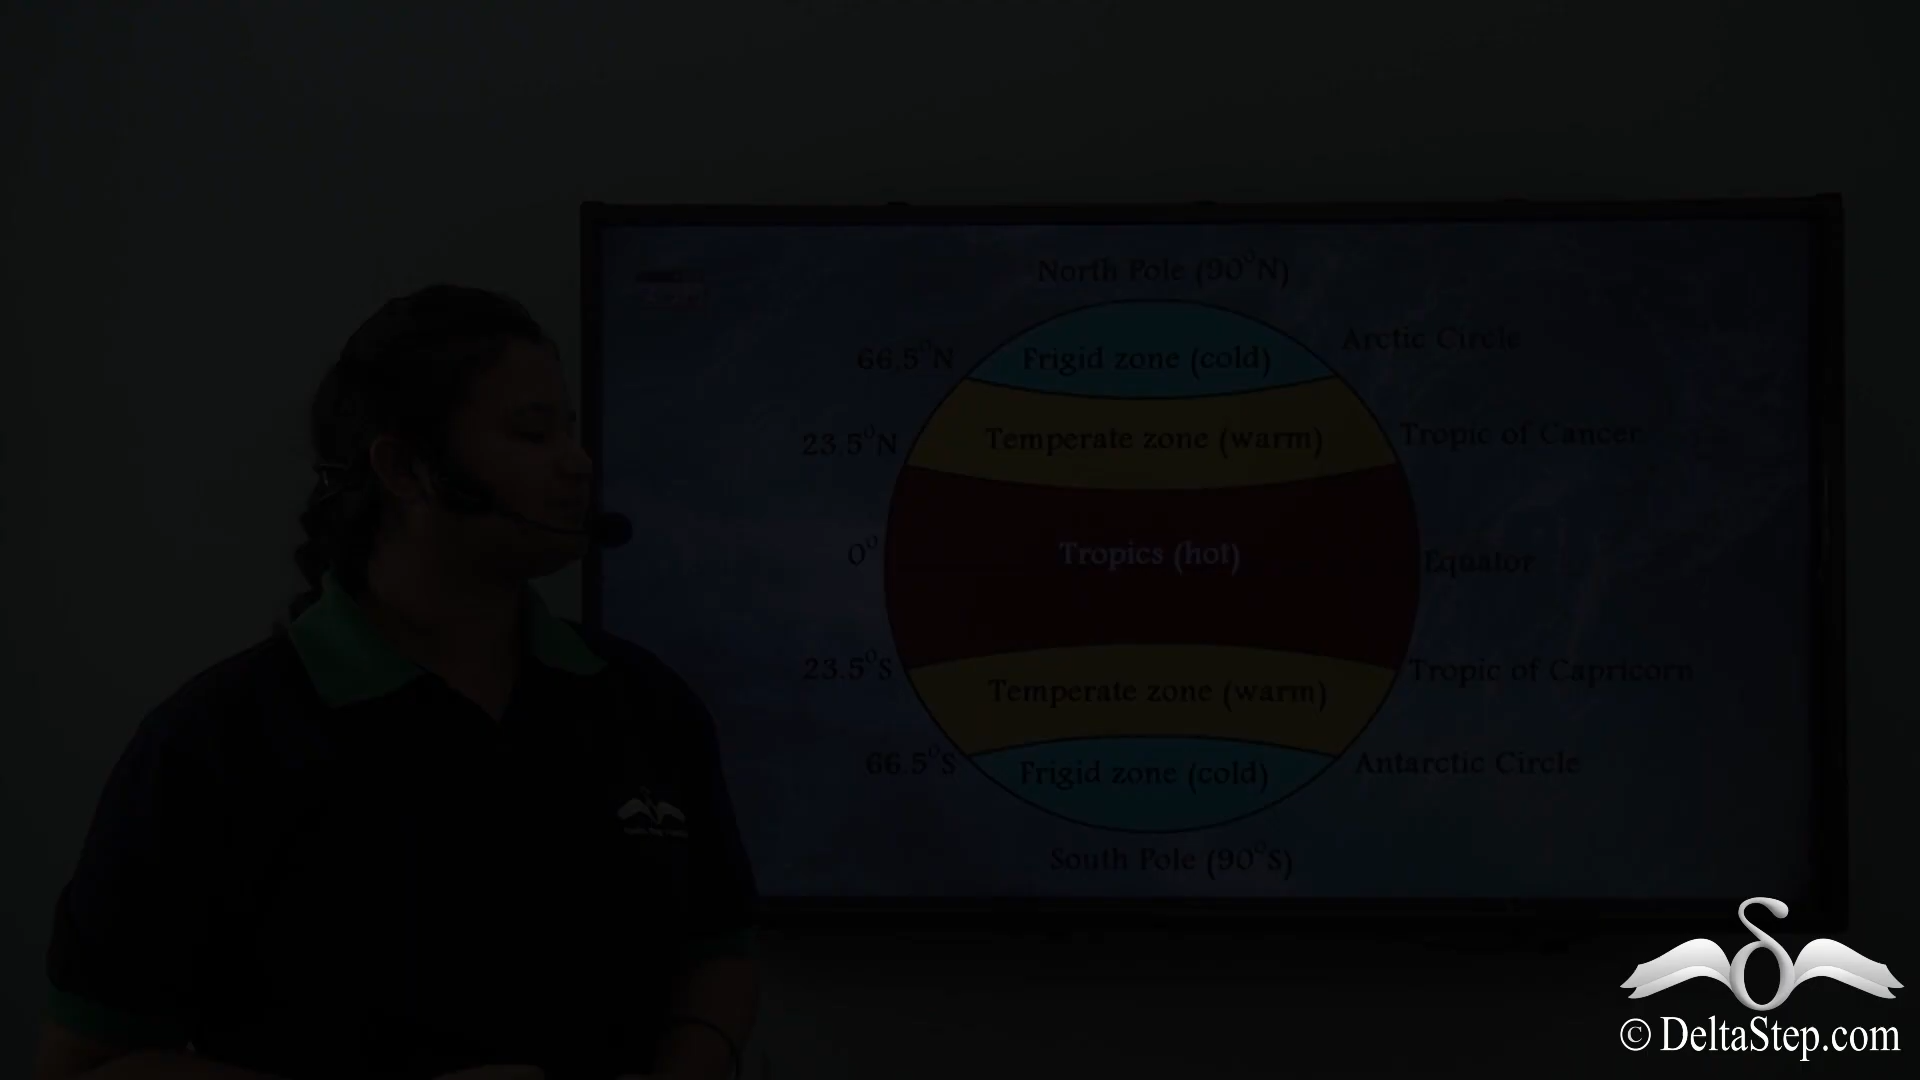 North Pole (90°N)
Arctic Circle
66.5°N
Frigid zone (cold)
23.5°N
Temperate zone (warm)
Tropic of Cancer
0°
Tropics (hot)
Equator
23.5°S
Temperate zone (warm)
Tropic of Capricorn
66.5°S
Frigid zone (cold)
Antarctic Circle
South Pole (90°S)
© DeltaStep.com